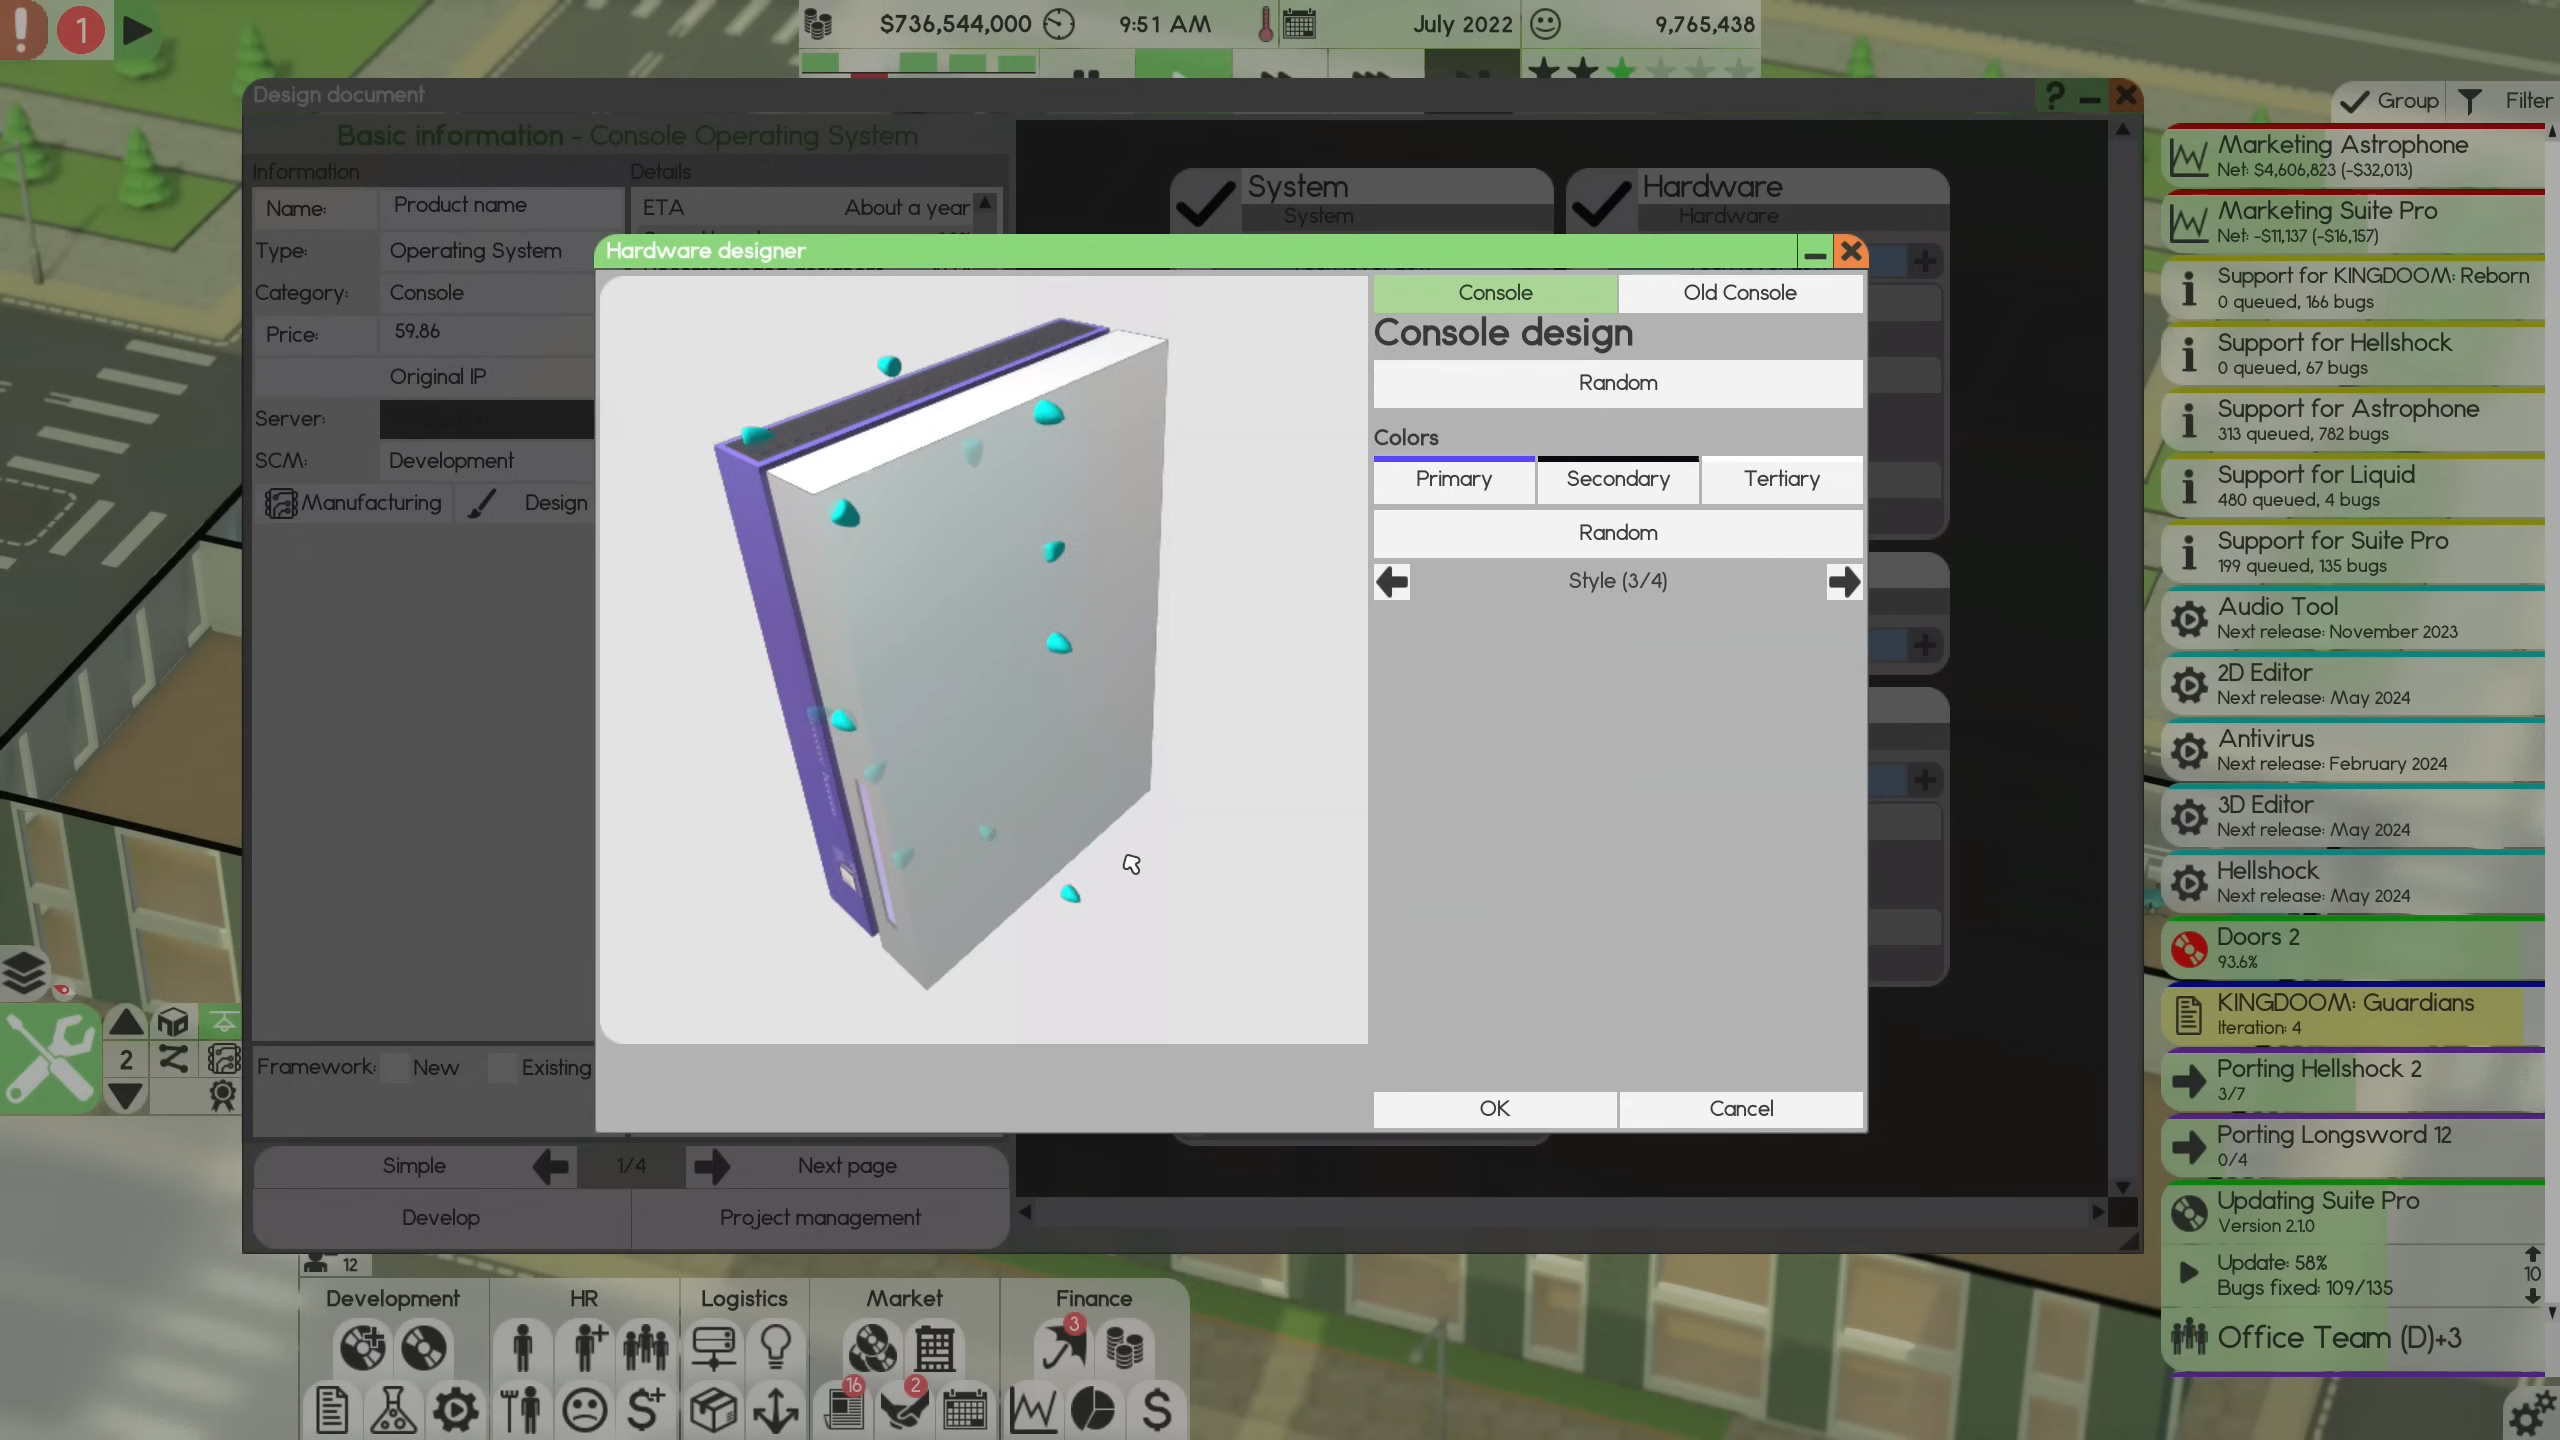 1
$736,544,000
9:51 AM
July 2022
9,765,438
Design document
?
Group
Filter
Basic information - Console Operating System
Information
Details
Name:
Product name
ETA
About a year
Type:
Operating System
Category:
Console
Price:
59.86
Original IP
Server:
SCM:
Development
Manufacturing
Design
System
System
Hardware
Hardware
Hardware designer
Console
Old Console
Console design
Random
Colors
Primary
Secondary
Tertiary
Random
Style (3/4)
OK
Cancel
Framework:
New
Existing
Simple
1/4
Next page
Develop
Project management
2
12
Development
HR
Logistics
Market
Finance
3
16
2
Marketing Astrophone
Net: $4,606,823 (-$32,013)
Marketing Suite Pro
Net: -$11,137 (-$16,157)
Support for KINGDOOM: Reborn
0 queued, 166 bugs
Support for Hellshock
0 queued, 67 bugs
Support for Astrophone
313 queued, 782 bugs
Support for Liquid
480 queued, 4 bugs
Support for Suite Pro
199 queued, 135 bugs
Audio Tool
Next release: November 2023
2D Editor
Next release: May 2024
Antivirus
Next release: February 2024
3D Editor
Next release: May 2024
Hellshock
Next release: May 2024
Doors 2
93.6%
KINGDOOM: Guardians
Iteration: 4
Porting Hellshock 2
3/7
Porting Longsword 12
0/4
Updating Suite Pro
Version 2.1.0
Update: 58%
Bugs fixed: 109/135
10
Office Team (D)+3